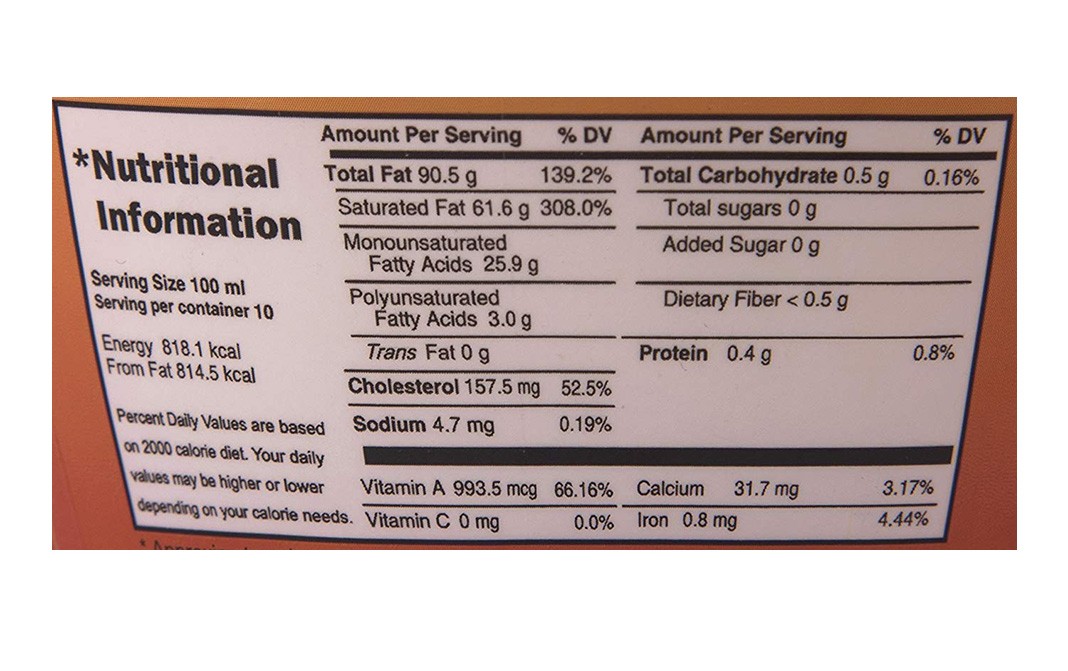 *Nutritional
Information
Serving Size 100 ml
Serving per container 10
Energy 818.1 kcal
From Fat 814.5 kcal
Percent Daily Values are based
on 2000 calorie diet. Your daily
values may be higher or lower
depending on your calorie needs.
Amount Per Serving % DV
Total Fat 90.5 g 139.2%
Saturated Fat 61.6 g 308.0%
Monounsaturated
Fatty Acids 25.9 g
Polyunsaturated
Fatty Acids 3.0 g
Trans Fat 0 g
Cholesterol 157.5 mg 52.5%
Sodium 4.7 mg 0.19%
Amount Per Serving % DV
Total Carbohydrate 0.5 g 0.16%
Total sugars 0 g
Added Sugar 0 g
Dietary Fiber < 0.5 g
Protein 0.4 g 0.8%
Vitamin A 993.5 mcg 66.16% Calcium 31.7 mg 3.17%
Vitamin C 0 mg 0.0% Iron 0.8 mg 4.44%